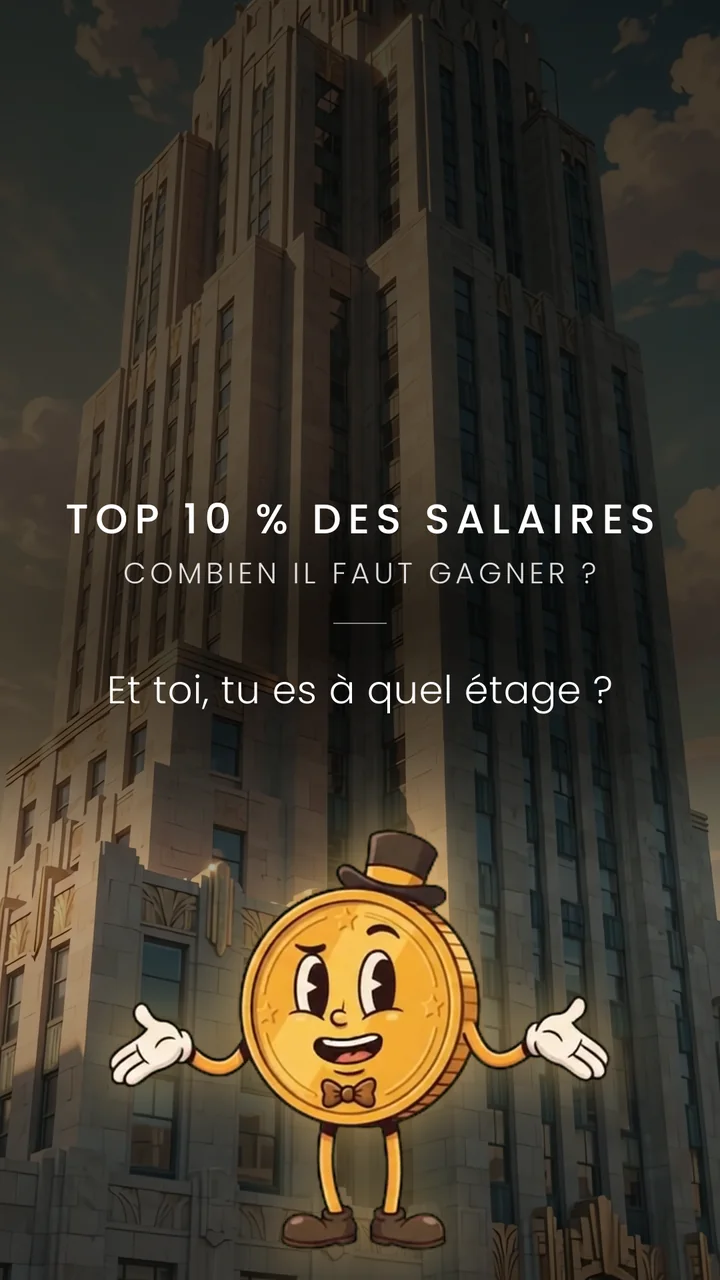 TOP 10 % DES SALAIRES
COMBIEN IL FAUT GAGNER ?
Et toi, tu es à quel étage ?